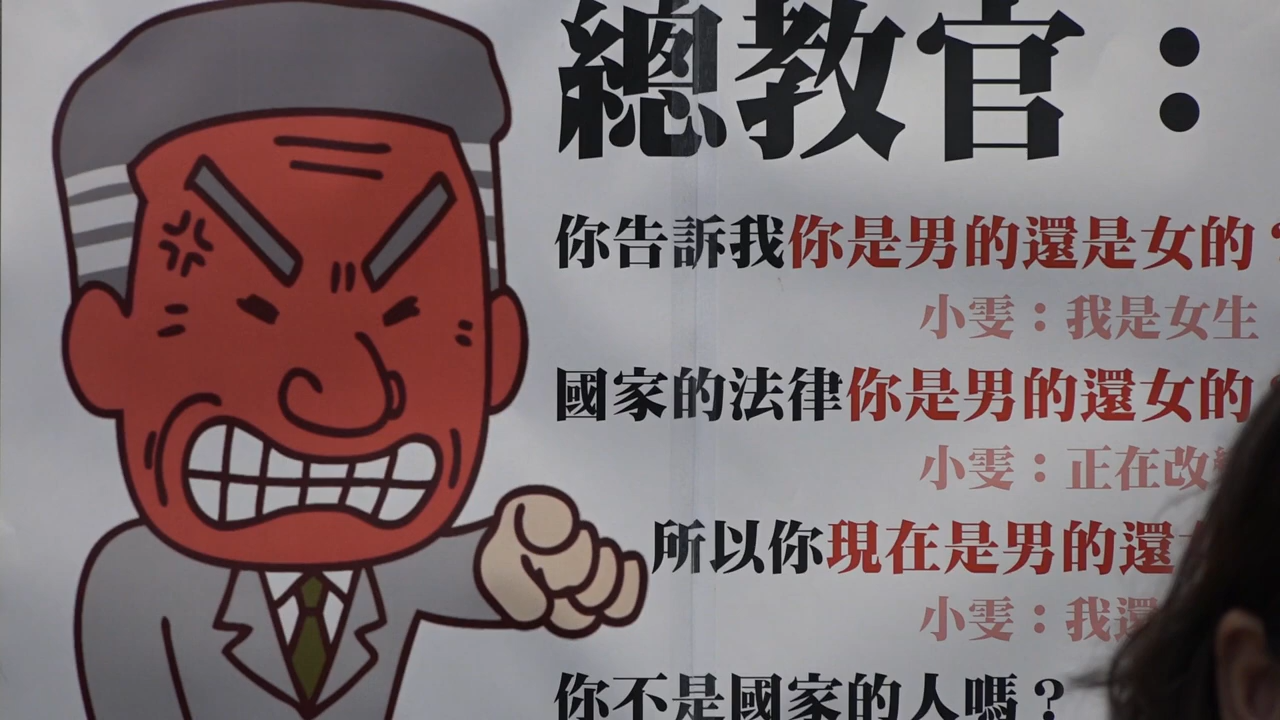 總教官：
你告訴我你是男的還是女的？
小雯：我是女生
國家的法律你是男的還女的
小雯：正在改
所以你現在是男的還
小雯：我還
你不是國家的人嗎？